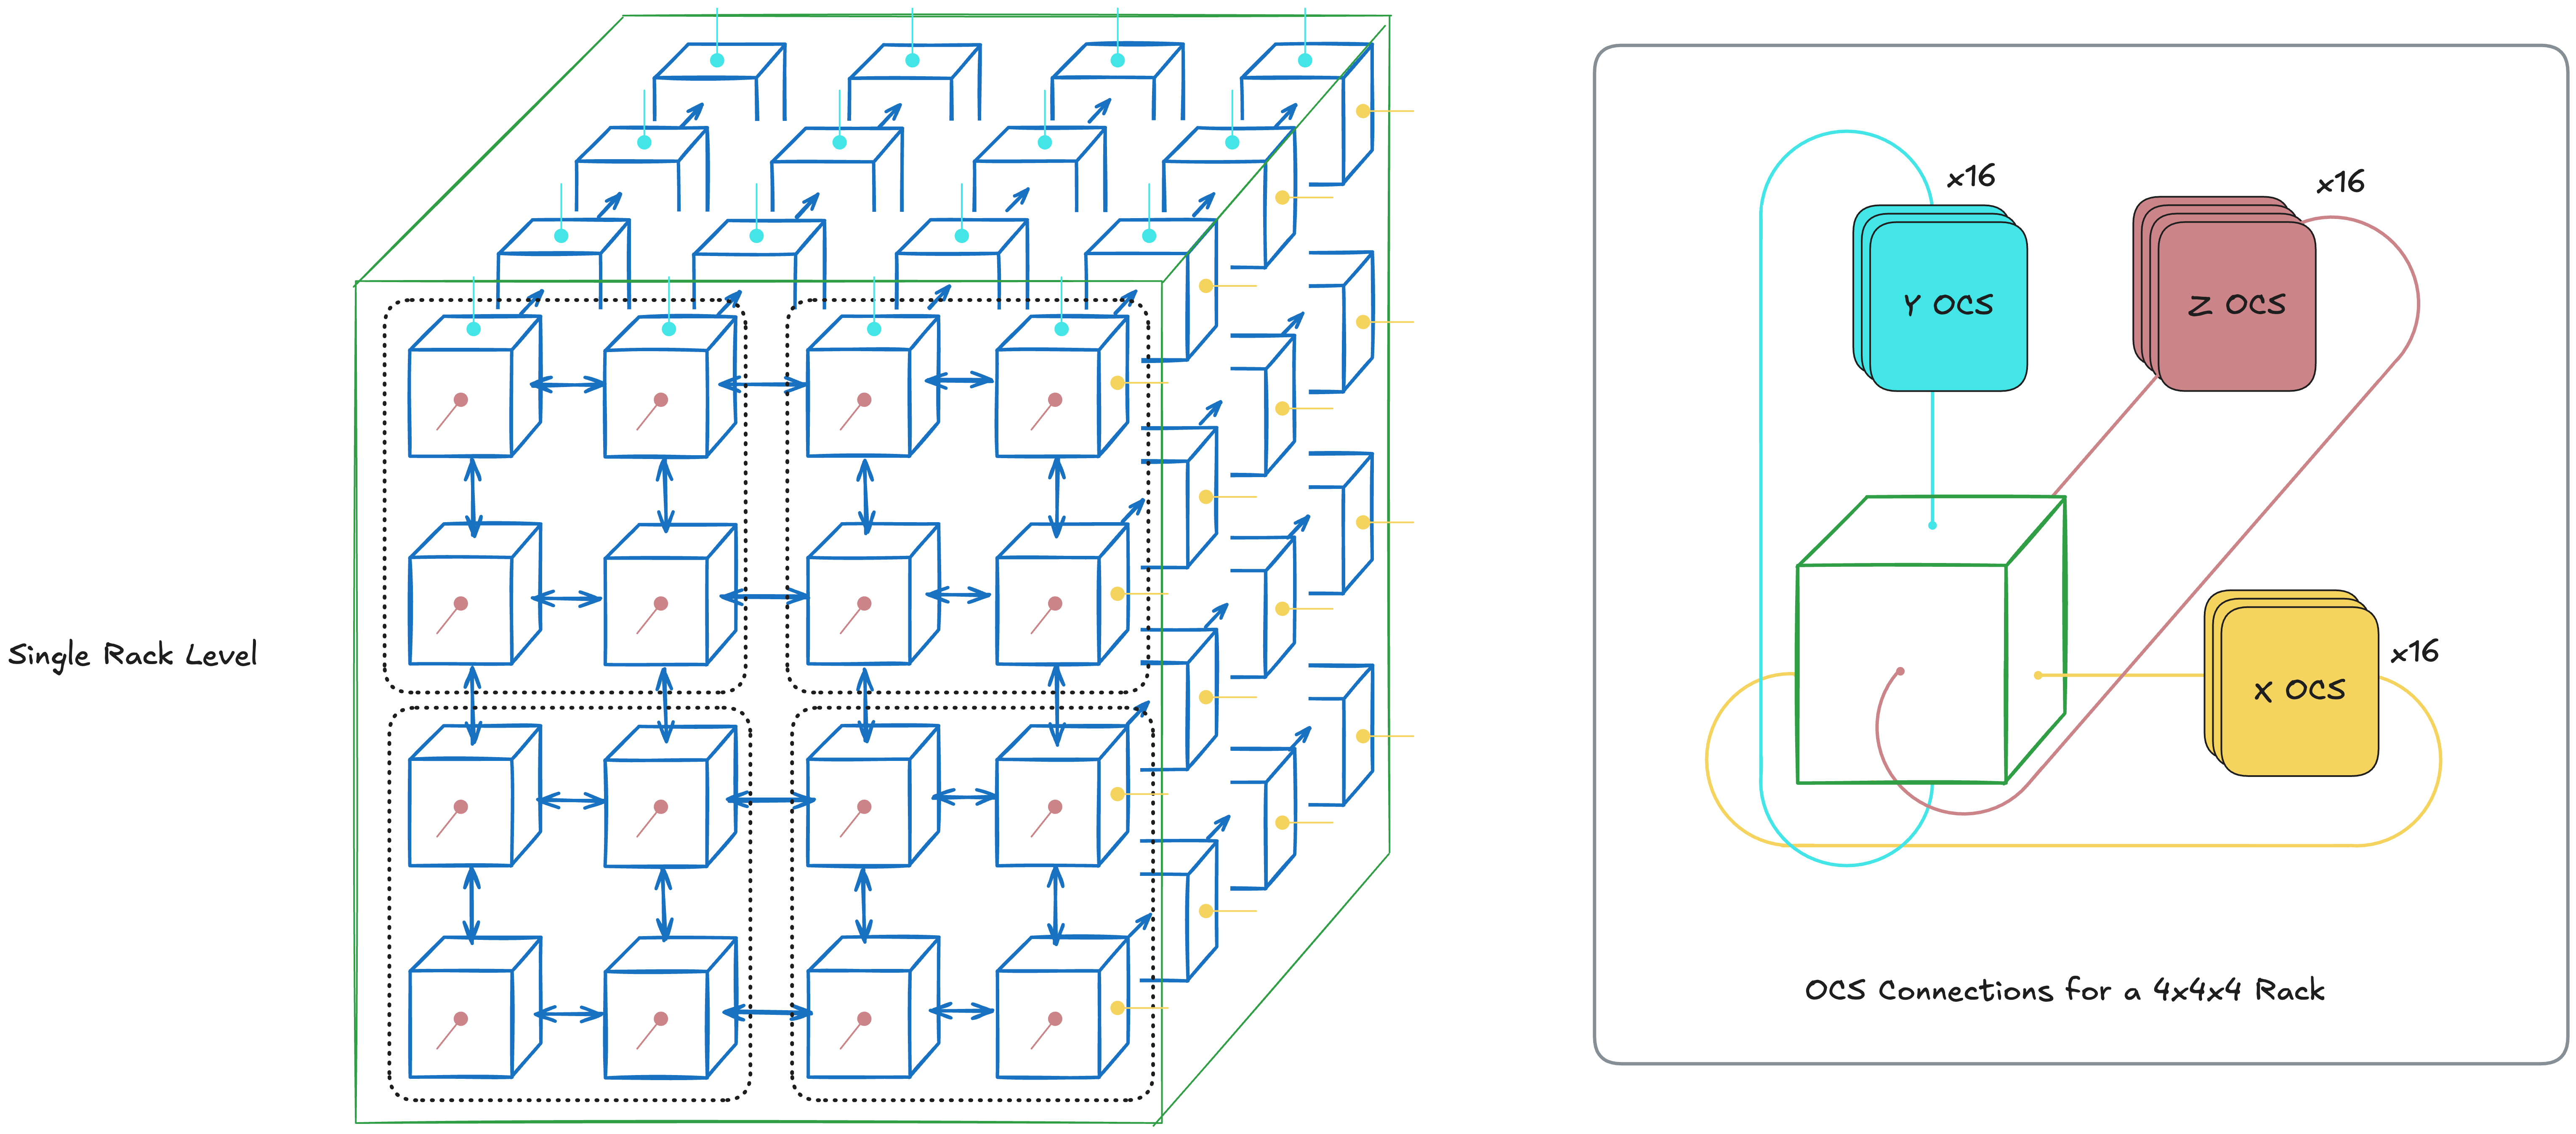 Single Rack Level
x16
x16
Y OCS
Z OCS
x16
X OCS
OCS Connections for a 4x4x4 Rack